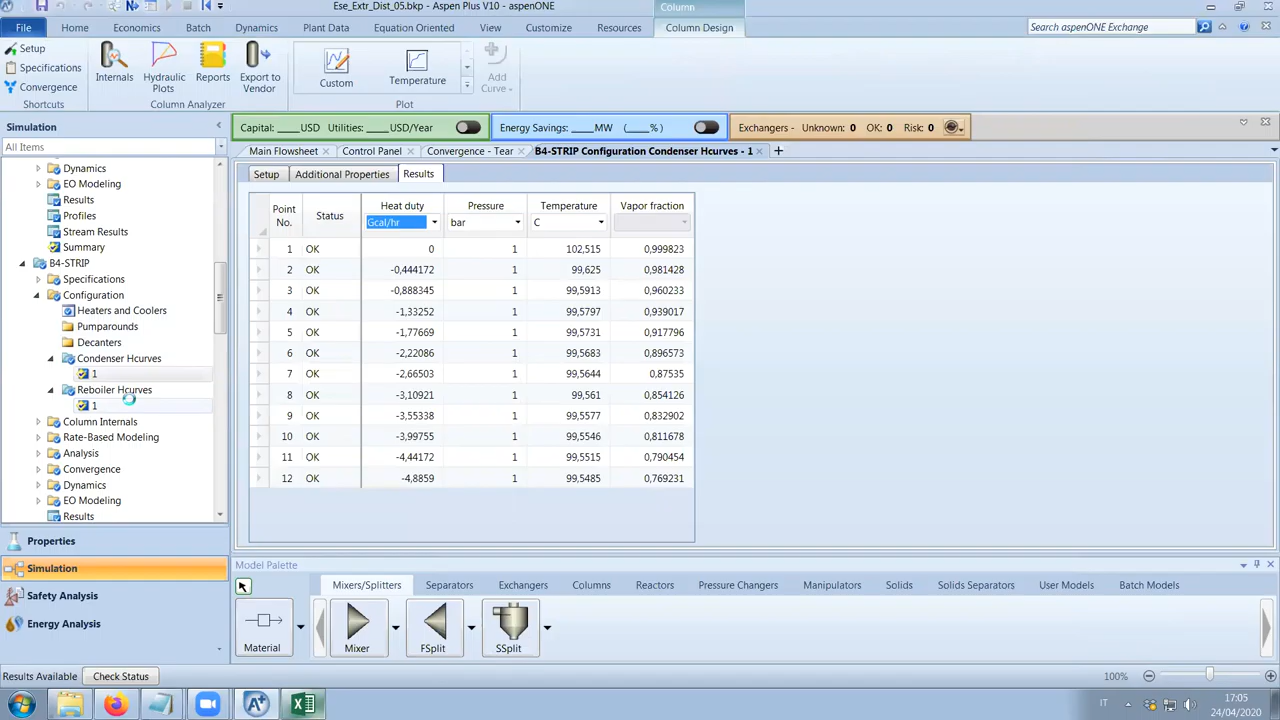 Ese_Extr_Dist_05.bkp - Aspen Plus V10 - aspenONE
Column
File Home Economics Batch Dynamics Plant Data Equation Oriented View Customize Resources Column Design
Search aspenONE Exchange
Setup
Specifications
Convergence
Shortcuts
Internals
Hydraulic Plots
Reports
Export to Vendor
Column Analyzer
Custom
Temperature
Plot
Add Curve
Simulation
All Items
Capital: ____USD Utilities: ____USD/Year
Energy Savings: ____MW (____%)
Exchangers - Unknown: 0 OK: 0 Risk: 0
Main Flowsheet
Control Panel
Convergence - Tear
B4-STRIP Configuration Condenser Hcurves - 1
Dynamics
EO Modeling
Results
Profiles
Stream Results
Summary
B4-STRIP
Specifications
Configuration
Heaters and Coolers
Pumparounds
Decanters
Condenser Hcurves
1
Reboiler Hcurves
1
Column Internals
Rate-Based Modeling
Analysis
Convergence
Dynamics
EO Modeling
Results
Properties
Simulation
Safety Analysis
Energy Analysis
Setup Additional Properties Results
Point No. Status Heat duty Pressure Temperature Vapor fraction
Gcal/hr bar C
1 OK 0 1 102,515 0,999823
2 OK -0,444172 1 99,625 0,981428
3 OK -0,888345 1 99,5913 0,960233
4 OK -1,33252 1 99,5797 0,939017
5 OK -1,77669 1 99,5731 0,917796
6 OK -2,22086 1 99,5683 0,896573
7 OK -2,66503 1 99,5644 0,87535
8 OK -3,10921 1 99,561 0,854126
9 OK -3,55338 1 99,5577 0,832902
10 OK -3,99755 1 99,5546 0,811678
11 OK -4,44172 1 99,5515 0,790454
12 OK -4,8859 1 99,5485 0,769231
Model Palette
Mixers/Splitters Separators Exchangers Columns Reactors Pressure Changers Manipulators Solids Solids Separators User Models Batch Models
Material
Mixer
FSplit
SSplit
Results Available
Check Status
100%
IT
17:05
24/04/2020